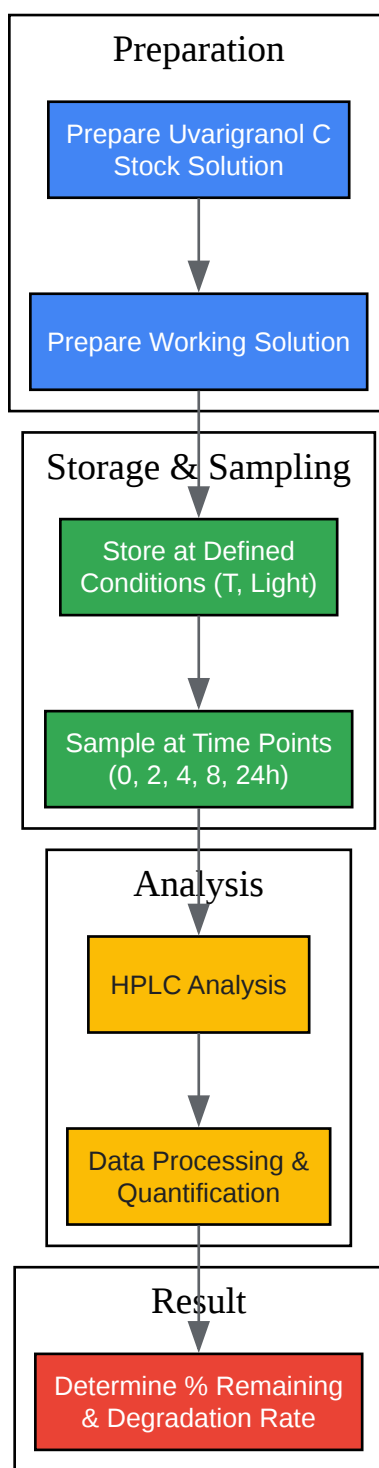 Preparation
Prepare Uvarigranol C
Stock Solution
Prepare Working Solution
Storage & Sampling
Store at Defined
Conditions (T, Light)
Sample at Time Points
(0, 2, 4, 8, 24h)
Analysis
HPLC Analysis
Data Processing &
Quantification
Result
Determine % Remaining
& Degradation Rate